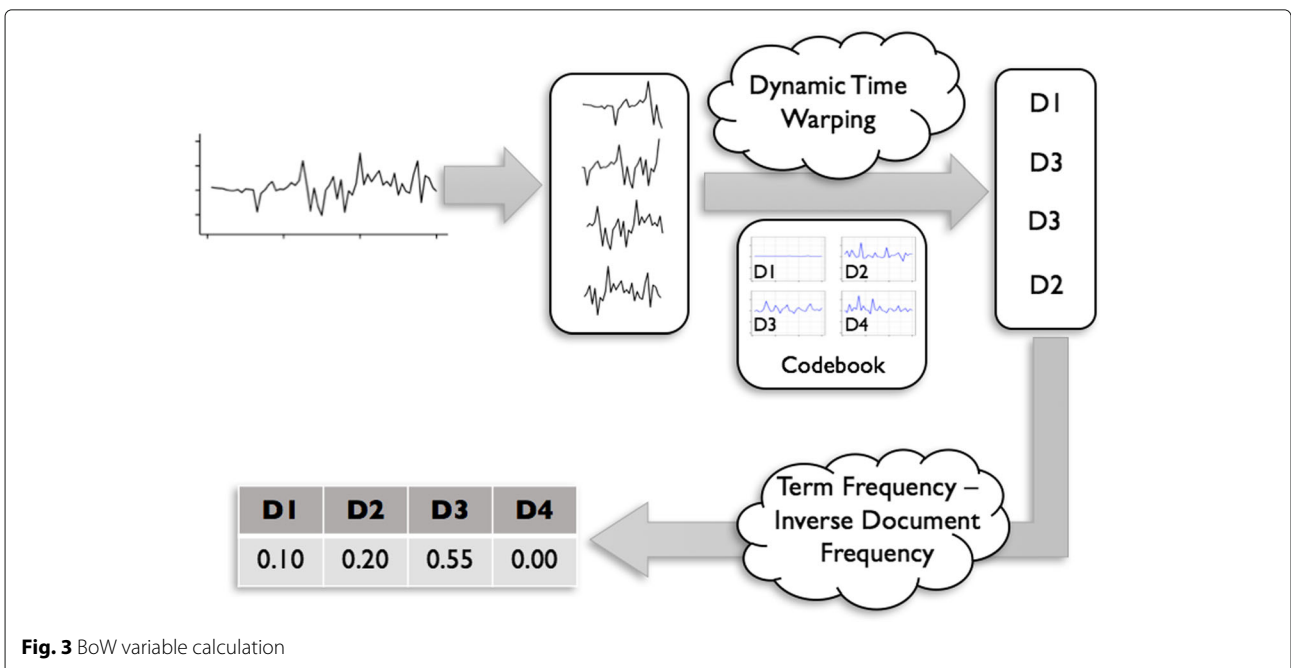 Dynamic Time
Warping
D1
D3
D3
D2
D1
D2
D3
D4
Codebook
Term Frequency –
Inverse Document
Frequency
D1 D2 D3 D4
0.10 0.20 0.55 0.00
Fig. 3 BoW variable calculation